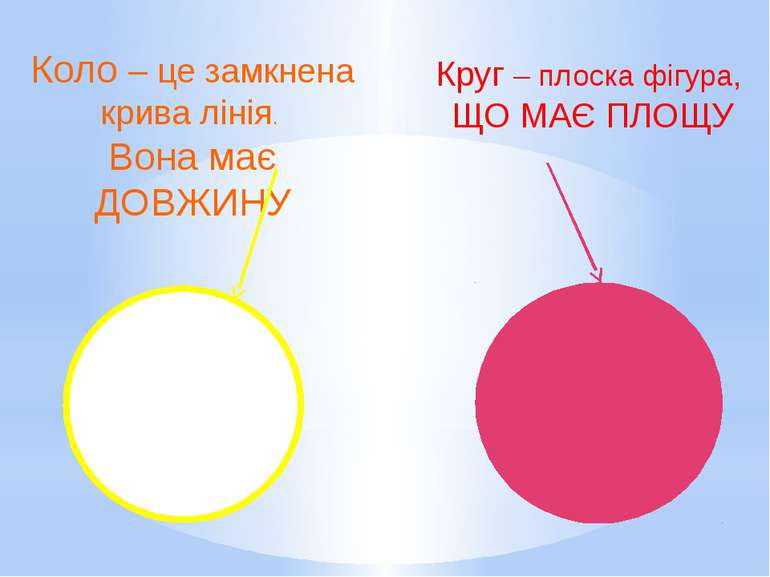 Коло – це замкнена
крива лінія.
Вона має
ДОВЖИНУ
Круг – плоска фігура,
ЩО МАЄ ПЛОЩУ